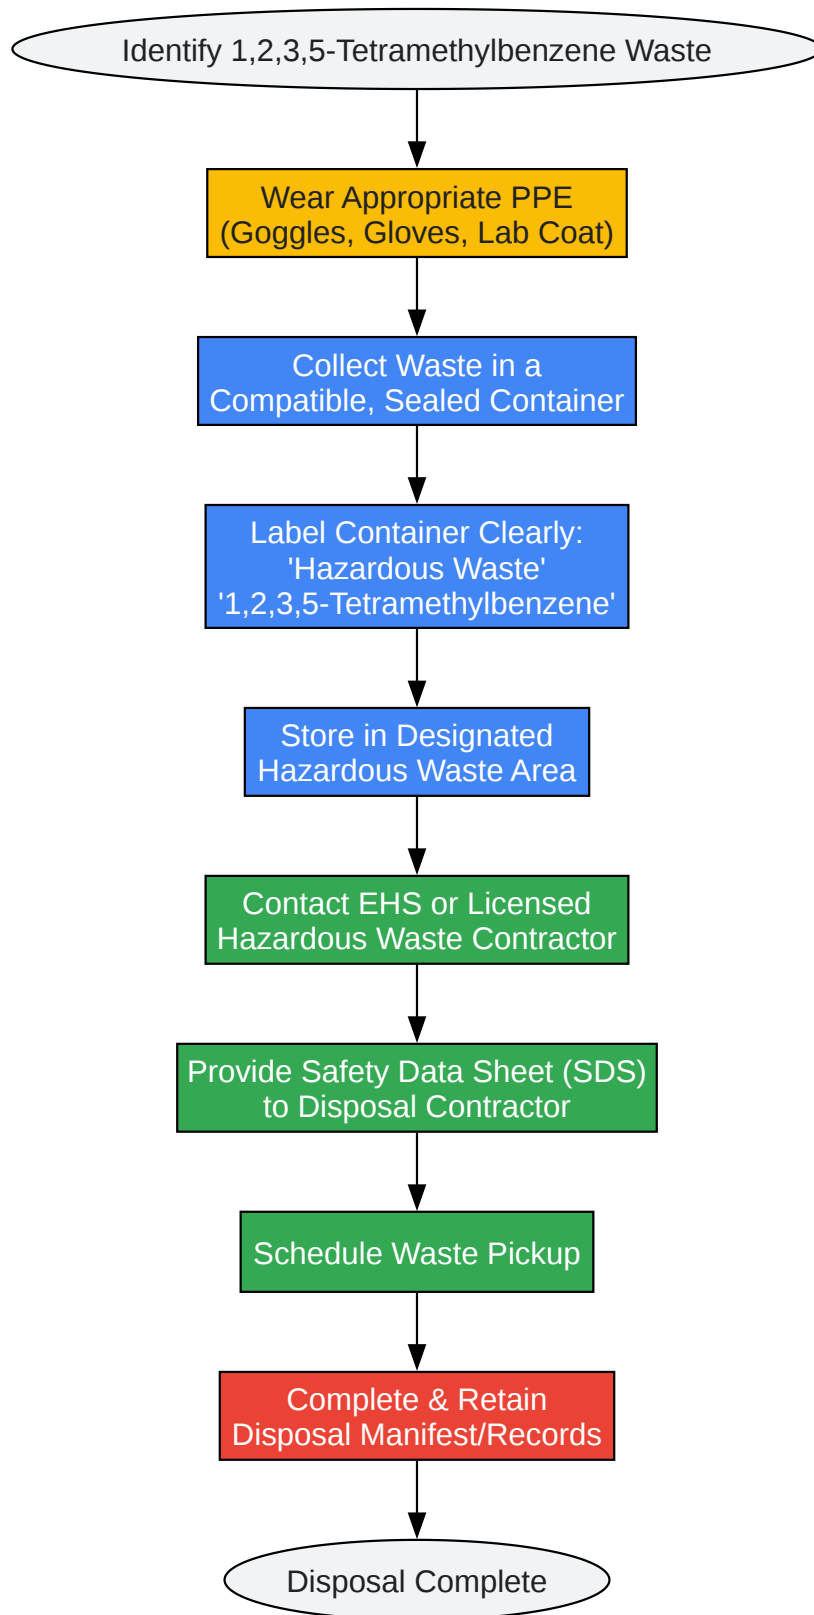 Identify 1,2,3,5-Tetramethylbenzene Waste
Wear Appropriate PPE
(Goggles, Gloves, Lab Coat)
Collect Waste in a
Compatible, Sealed Container
Label Container Clearly:
'Hazardous Waste'
'1,2,3,5-Tetramethylbenzene'
Store in Designated
Hazardous Waste Area
Contact EHS or Licensed
Hazardous Waste Contractor
Provide Safety Data Sheet (SDS)
to Disposal Contractor
Schedule Waste Pickup
Complete & Retain
Disposal Manifest/Records
Disposal Complete